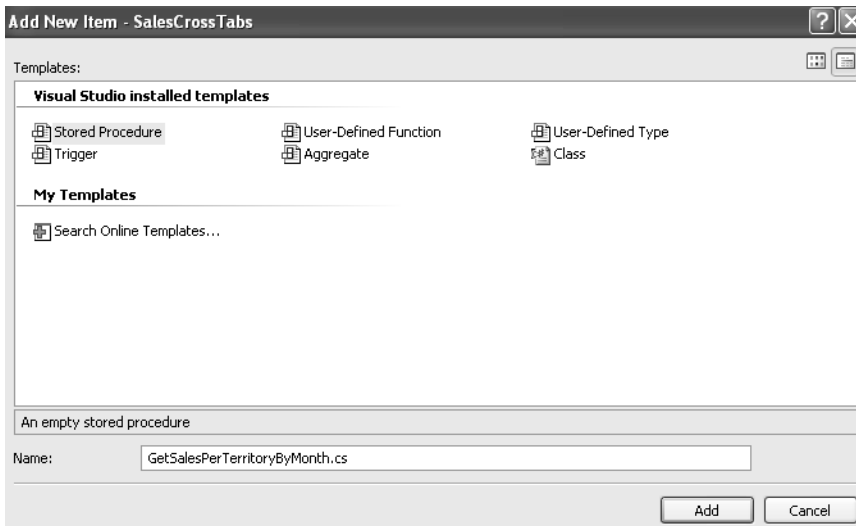 Add New Item - SalesCrossTabs
Templates:
Visual Studio installed templates
Stored Procedure
User-Defined Function
User-Defined Type
Trigger
Aggregate
Class
My Templates
Search Online Templates...
An empty stored procedure
Name:
GetSalesPerTerritoryByMonth.cs
Add
Cancel